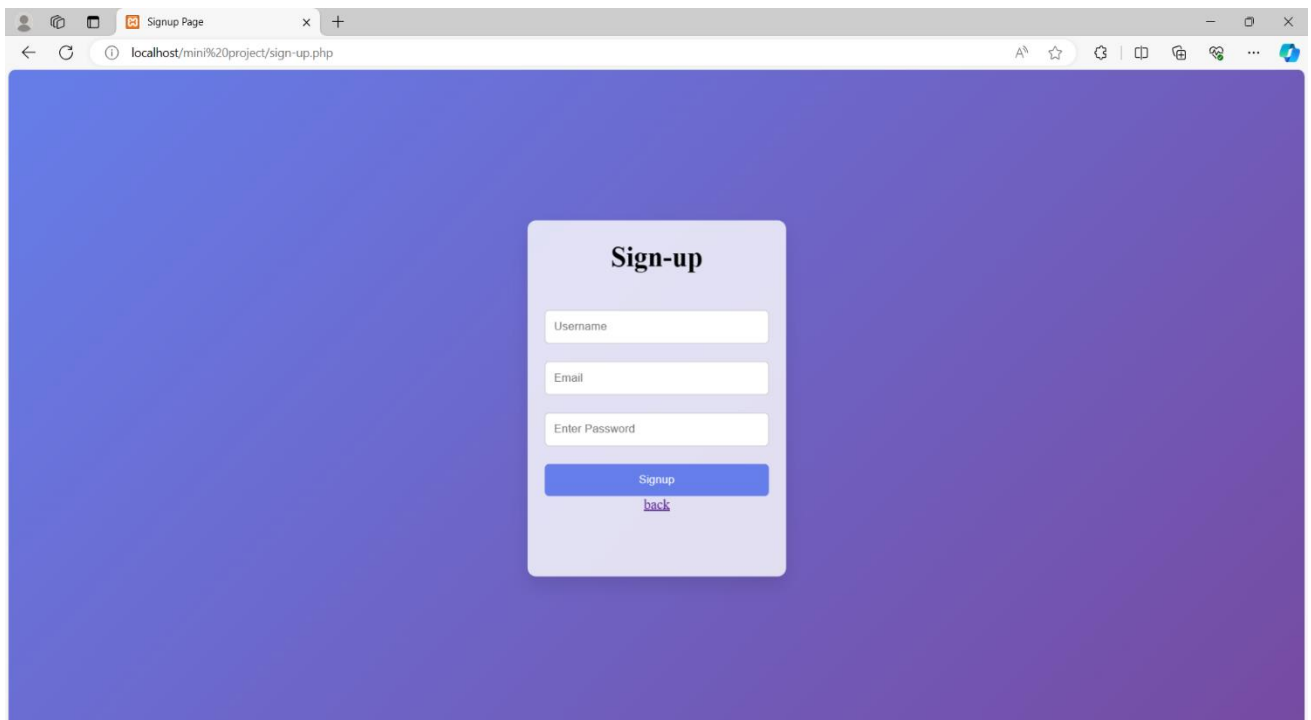 Signup Page
localhost/mini%20project/sign-up.php
Sign-up
Username
Email
Enter Password
Signup
back